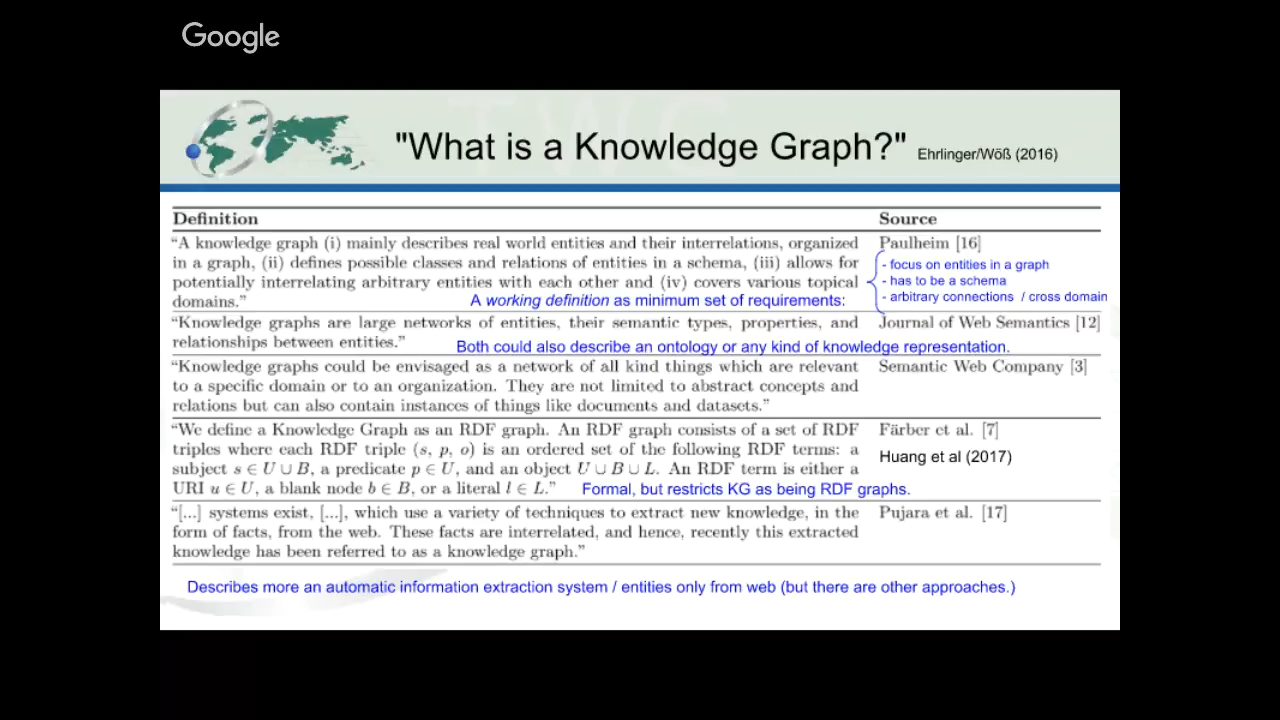 Google
"What is a Knowledge Graph?" Ehrlinger/Wöß (2016)
Definition Source
“A knowledge graph (i) mainly describes real world entities and their interrelations, organized Paulheim [16]
in a graph, (ii) defines possible classes and relations of entities in a schema, (iii) allows for - focus on entities in a graph
potentially interrelating arbitrary entities with each other and (iv) covers various topical - has to be a schema
domains.” A working definition as minimum set of requirements: - arbitrary connections / cross domain
“Knowledge graphs are large networks of entities, their semantic types, properties, and Journal of Web Semantics [12]
relationships between entities.” Both could also describe an ontology or any kind of knowledge representation.
“Knowledge graphs could be envisaged as a network of all kind things which are relevant Semantic Web Company [3]
to a specific domain or to an organization. They are not limited to abstract concepts and
relations but can also contain instances of things like documents and datasets.”
“We define a Knowledge Graph as an RDF graph. An RDF graph consists of a set of RDF Färber et al. [7]
triples where each RDF triple (s, p, o) is an ordered set of the following RDF terms: a Huang et al (2017)
subject s ∈ U ∪ B, a predicate p ∈ U, and an object U ∪ B ∪ L. An RDF term is either a
URI u ∈ U, a blank node b ∈ B, or a literal l ∈ L.” Formal, but restricts KG as being RDF graphs.
“[...] systems exist, [...], which use a variety of techniques to extract new knowledge, in the Pujara et al. [17]
form of facts, from the web. These facts are interrelated, and hence, recently this extracted
knowledge has been referred to as a knowledge graph.”
Describes more an automatic information extraction system / entities only from web (but there are other approaches.)